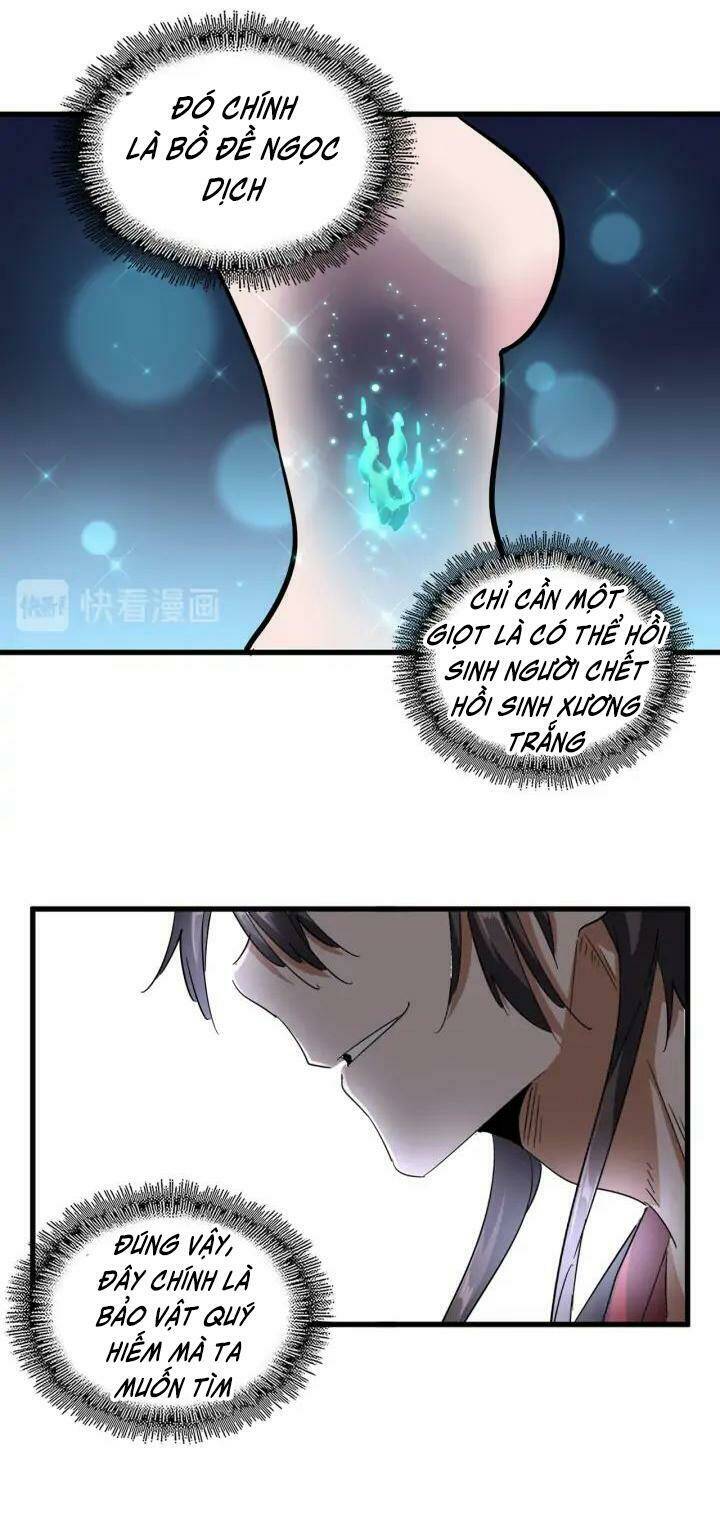 ĐÓ CHÍNH
LÀ BỒ ĐỀ NGỌC
DỊCH
快看漫画
CHỈ CẦN MỘT
GIỌT LÀ CÓ THỂ HỒI
SINH NGƯỜI CHẾT
HỒI SINH XƯƠNG
TRẮNG
ĐÚNG VẬY,
ĐÂY CHÍNH LÀ
BẢO VẬT QUÝ
HIẾM MÀ TA
MUỐN TÌM